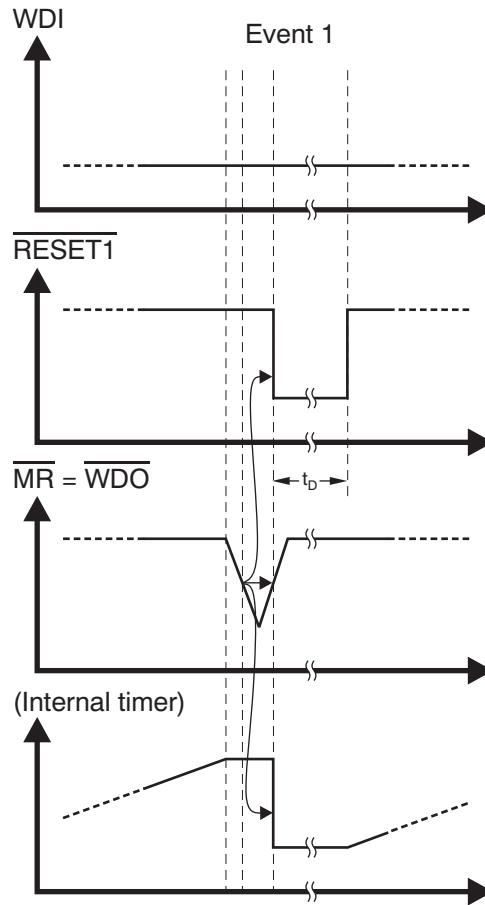 WDI
Event 1
RESET1
MR = WDO
t_D
(Internal timer)